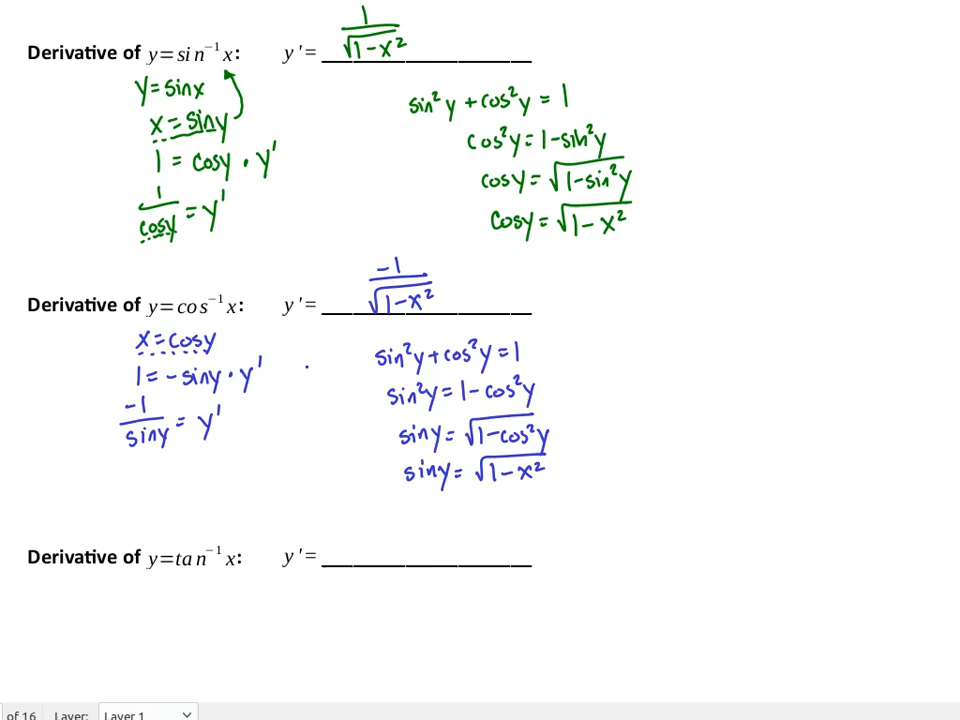 Derivative of y=sin⁻¹x: y'= 1/√(1-x²)
y=sinx
x=siny
1=cosy·y'
1/cosy=y'
sin²y+cos²y=1
cos²y=1-sin²y
cosy=√(1-sin²y)
cosy=√(1-x²)
Derivative of y=cos⁻¹x: y'= -1/√(1-x²)
x=cosy
1=-siny·y'
-1/siny=y'
sin²y+cos²y=1
sin²y=1-cos²y
siny=√(1-cos²y)
siny=√(1-x²)
Derivative of y=tan⁻¹x: y'=
of 16 Layer: Layer 1